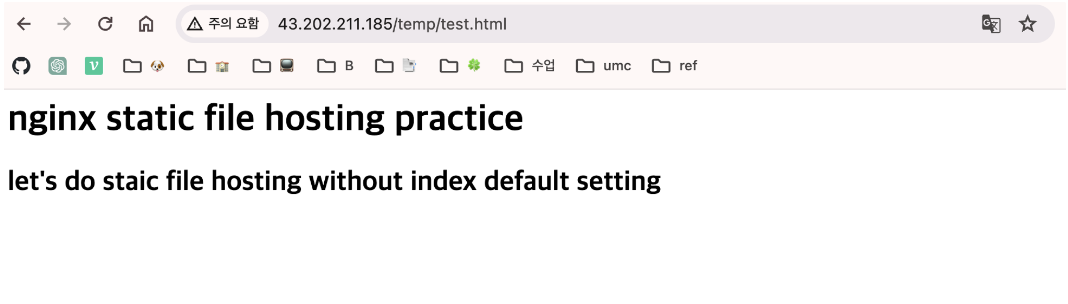 주의 요함 43.202.211.185/temp/test.html
B 수업 umc ref
nginx static file hosting practice
let's do staic file hosting without index default setting